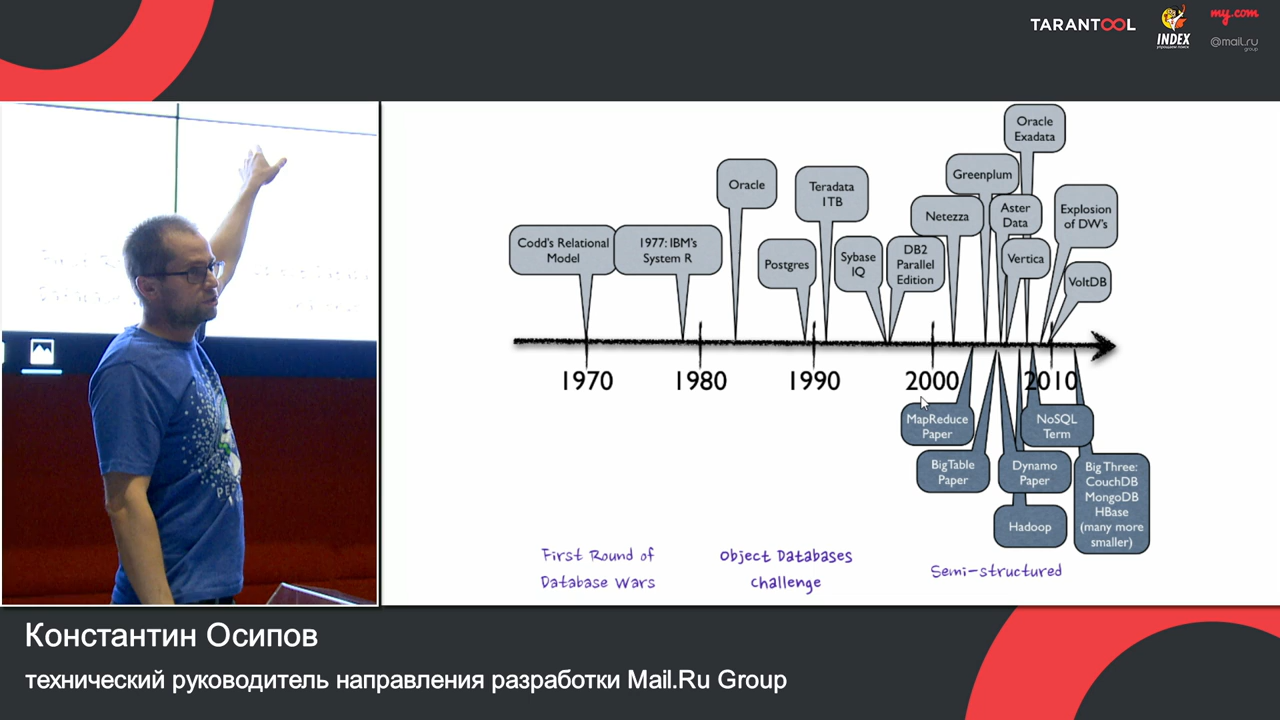 TARANTOOL
INDEX
my.com
@mail.ru
group
Oracle
Exadata
Greenplum
Oracle
Teradata
1TB
Netezza
Aster
Data
Explosion
of DW's
Codd's Relational
Model
1977: IBM's
System R
Postgres
Sybase
IQ
DB2
Parallel
Edition
Vertica
VoltDB
1970
1980
1990
2000
2010
MapReduce
Paper
NoSQL
Term
BigTable
Paper
Dynamo
Paper
Big Three:
CouchDB
MongoDB
HBase
(many more
smaller)
Hadoop
First Round of
Database Wars
Object Databases
Challenge
Semi-structured
Константин Осипов
технический руководитель направления разработки Mail.Ru Group